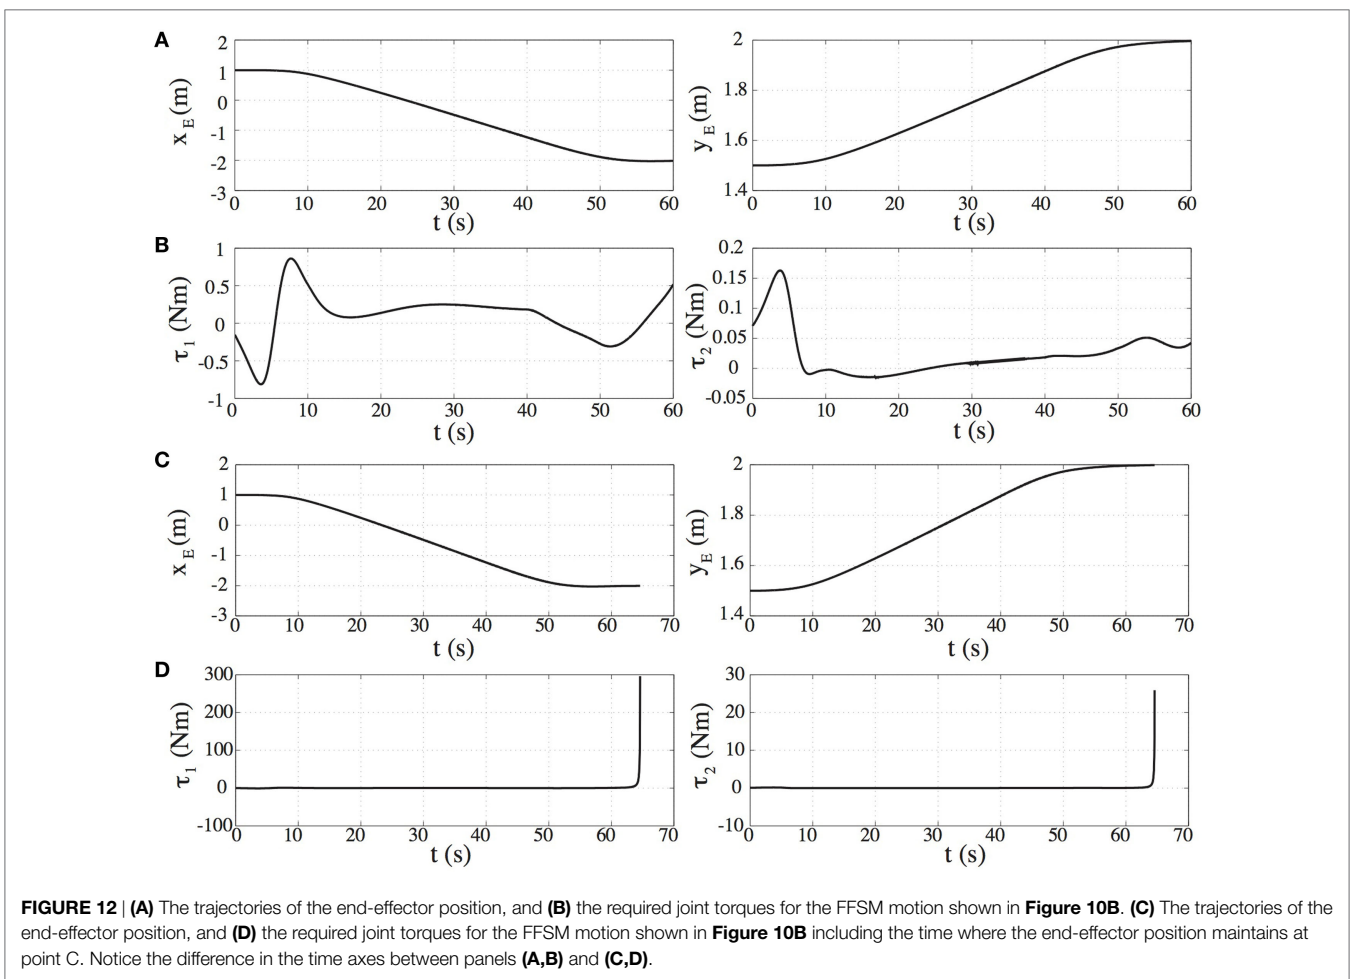 A
2
1
0
-1
-2
-3
x E (m)
0 10 20 30 40 50 60
t (s)
2
1.8
1.6
1.4
y E (m)
0 10 20 30 40 50 60
t (s)
B
1
0.5
0
-0.5
-1
τ 1 (Nm)
0 10 20 30 40 50 60
t (s)
0.2
0.15
0.1
0.05
0
-0.05
τ 2 (Nm)
0 10 20 30 40 50 60
t (s)
C
2
1
0
-1
-2
-3
x E (m)
0 10 20 30 40 50 60 70
t (s)
2
1.8
1.6
1.4
y E (m)
0 10 20 30 40 50 60 70
t (s)
D
300
200
100
0
-100
τ 1 (Nm)
0 10 20 30 40 50 60 70
t (s)
30
20
10
0
-10
τ 2 (Nm)
0 10 20 30 40 50 60 70
t (s)
FIGURE 12 | (A) The trajectories of the end-effector position, and (B) the required joint torques for the FFSM motion shown in Figure 10B. (C) The trajectories of the
end-effector position, and (D) the required joint torques for the FFSM motion shown in Figure 10B including the time where the end-effector position maintains at
point C. Notice the difference in the time axes between panels (A,B) and (C,D).